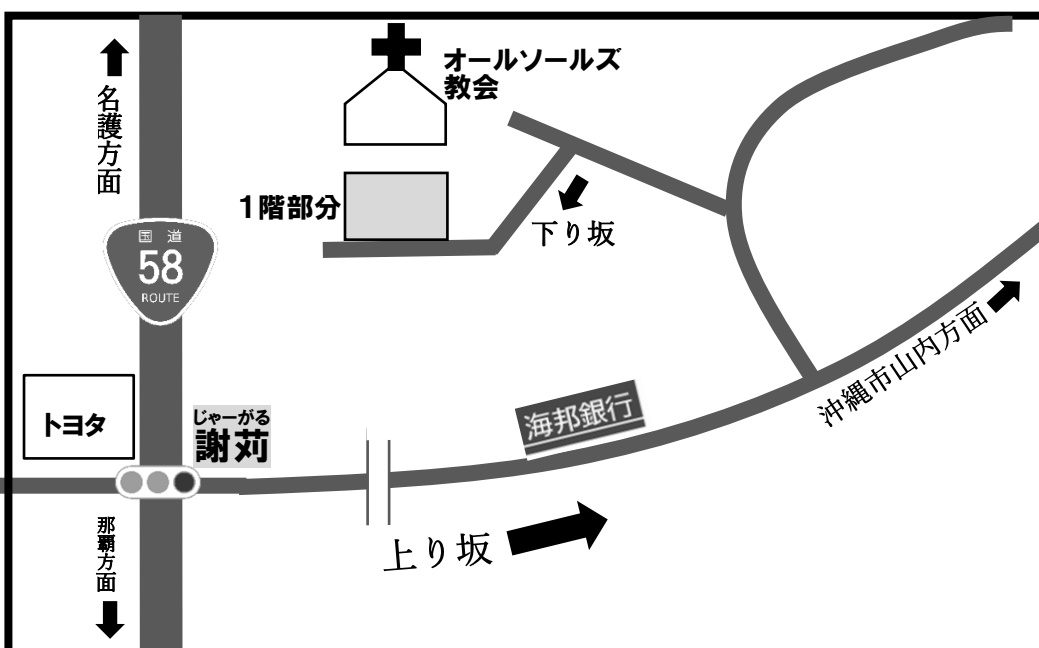 オールソールズ
教会
名護方面
1階部分
下り坂
国道
58
ROUTE
沖縄市山内方面
トヨタ
じゃーがる
謝苅
海邦銀行
那覇方面
上り坂